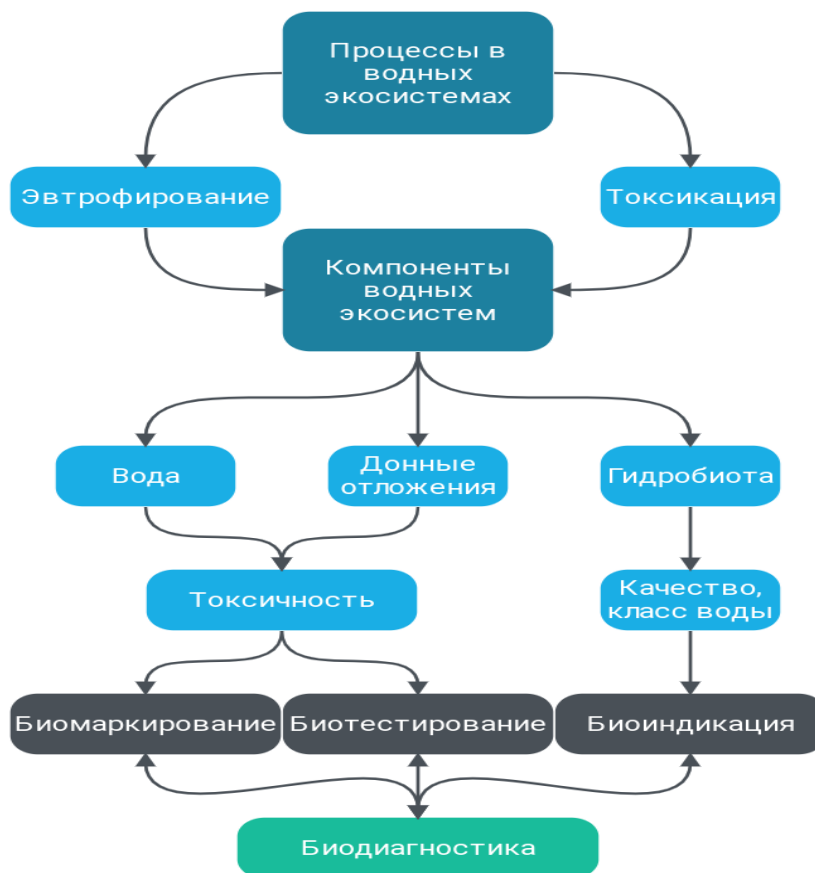 Процессы в
водных
экосистемах
Эвтрофирование
Токсикация
Компоненты
водных
экосистем
Вода
Донные
отложения
Гидробиота
Токсичность
Качество,
класс воды
Биомаркирование
Биотестирование
Биоиндикация
Биодиагностика